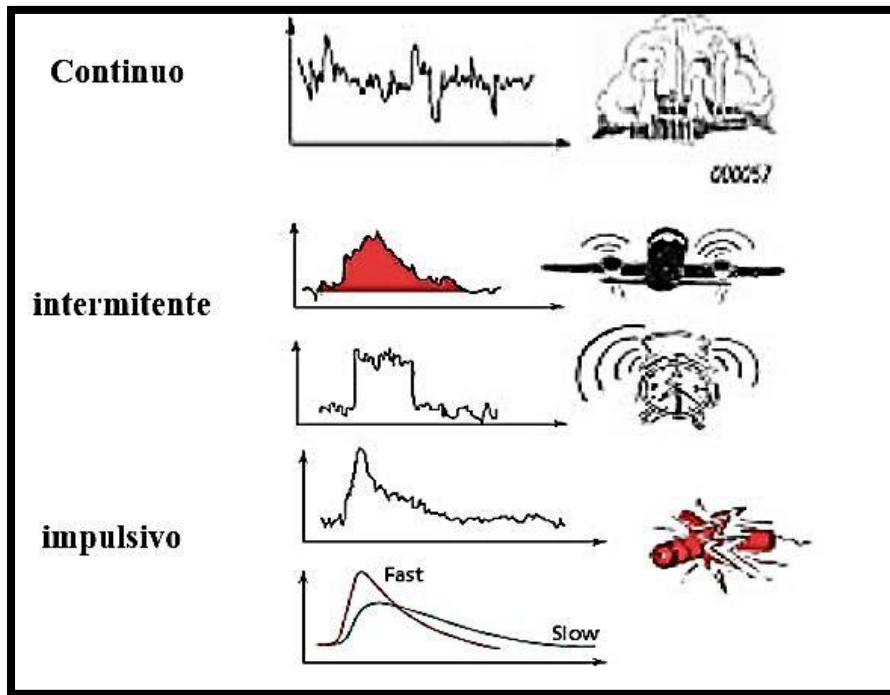 Continuo
000057
intermitente
impulsivo
Fast
Slow